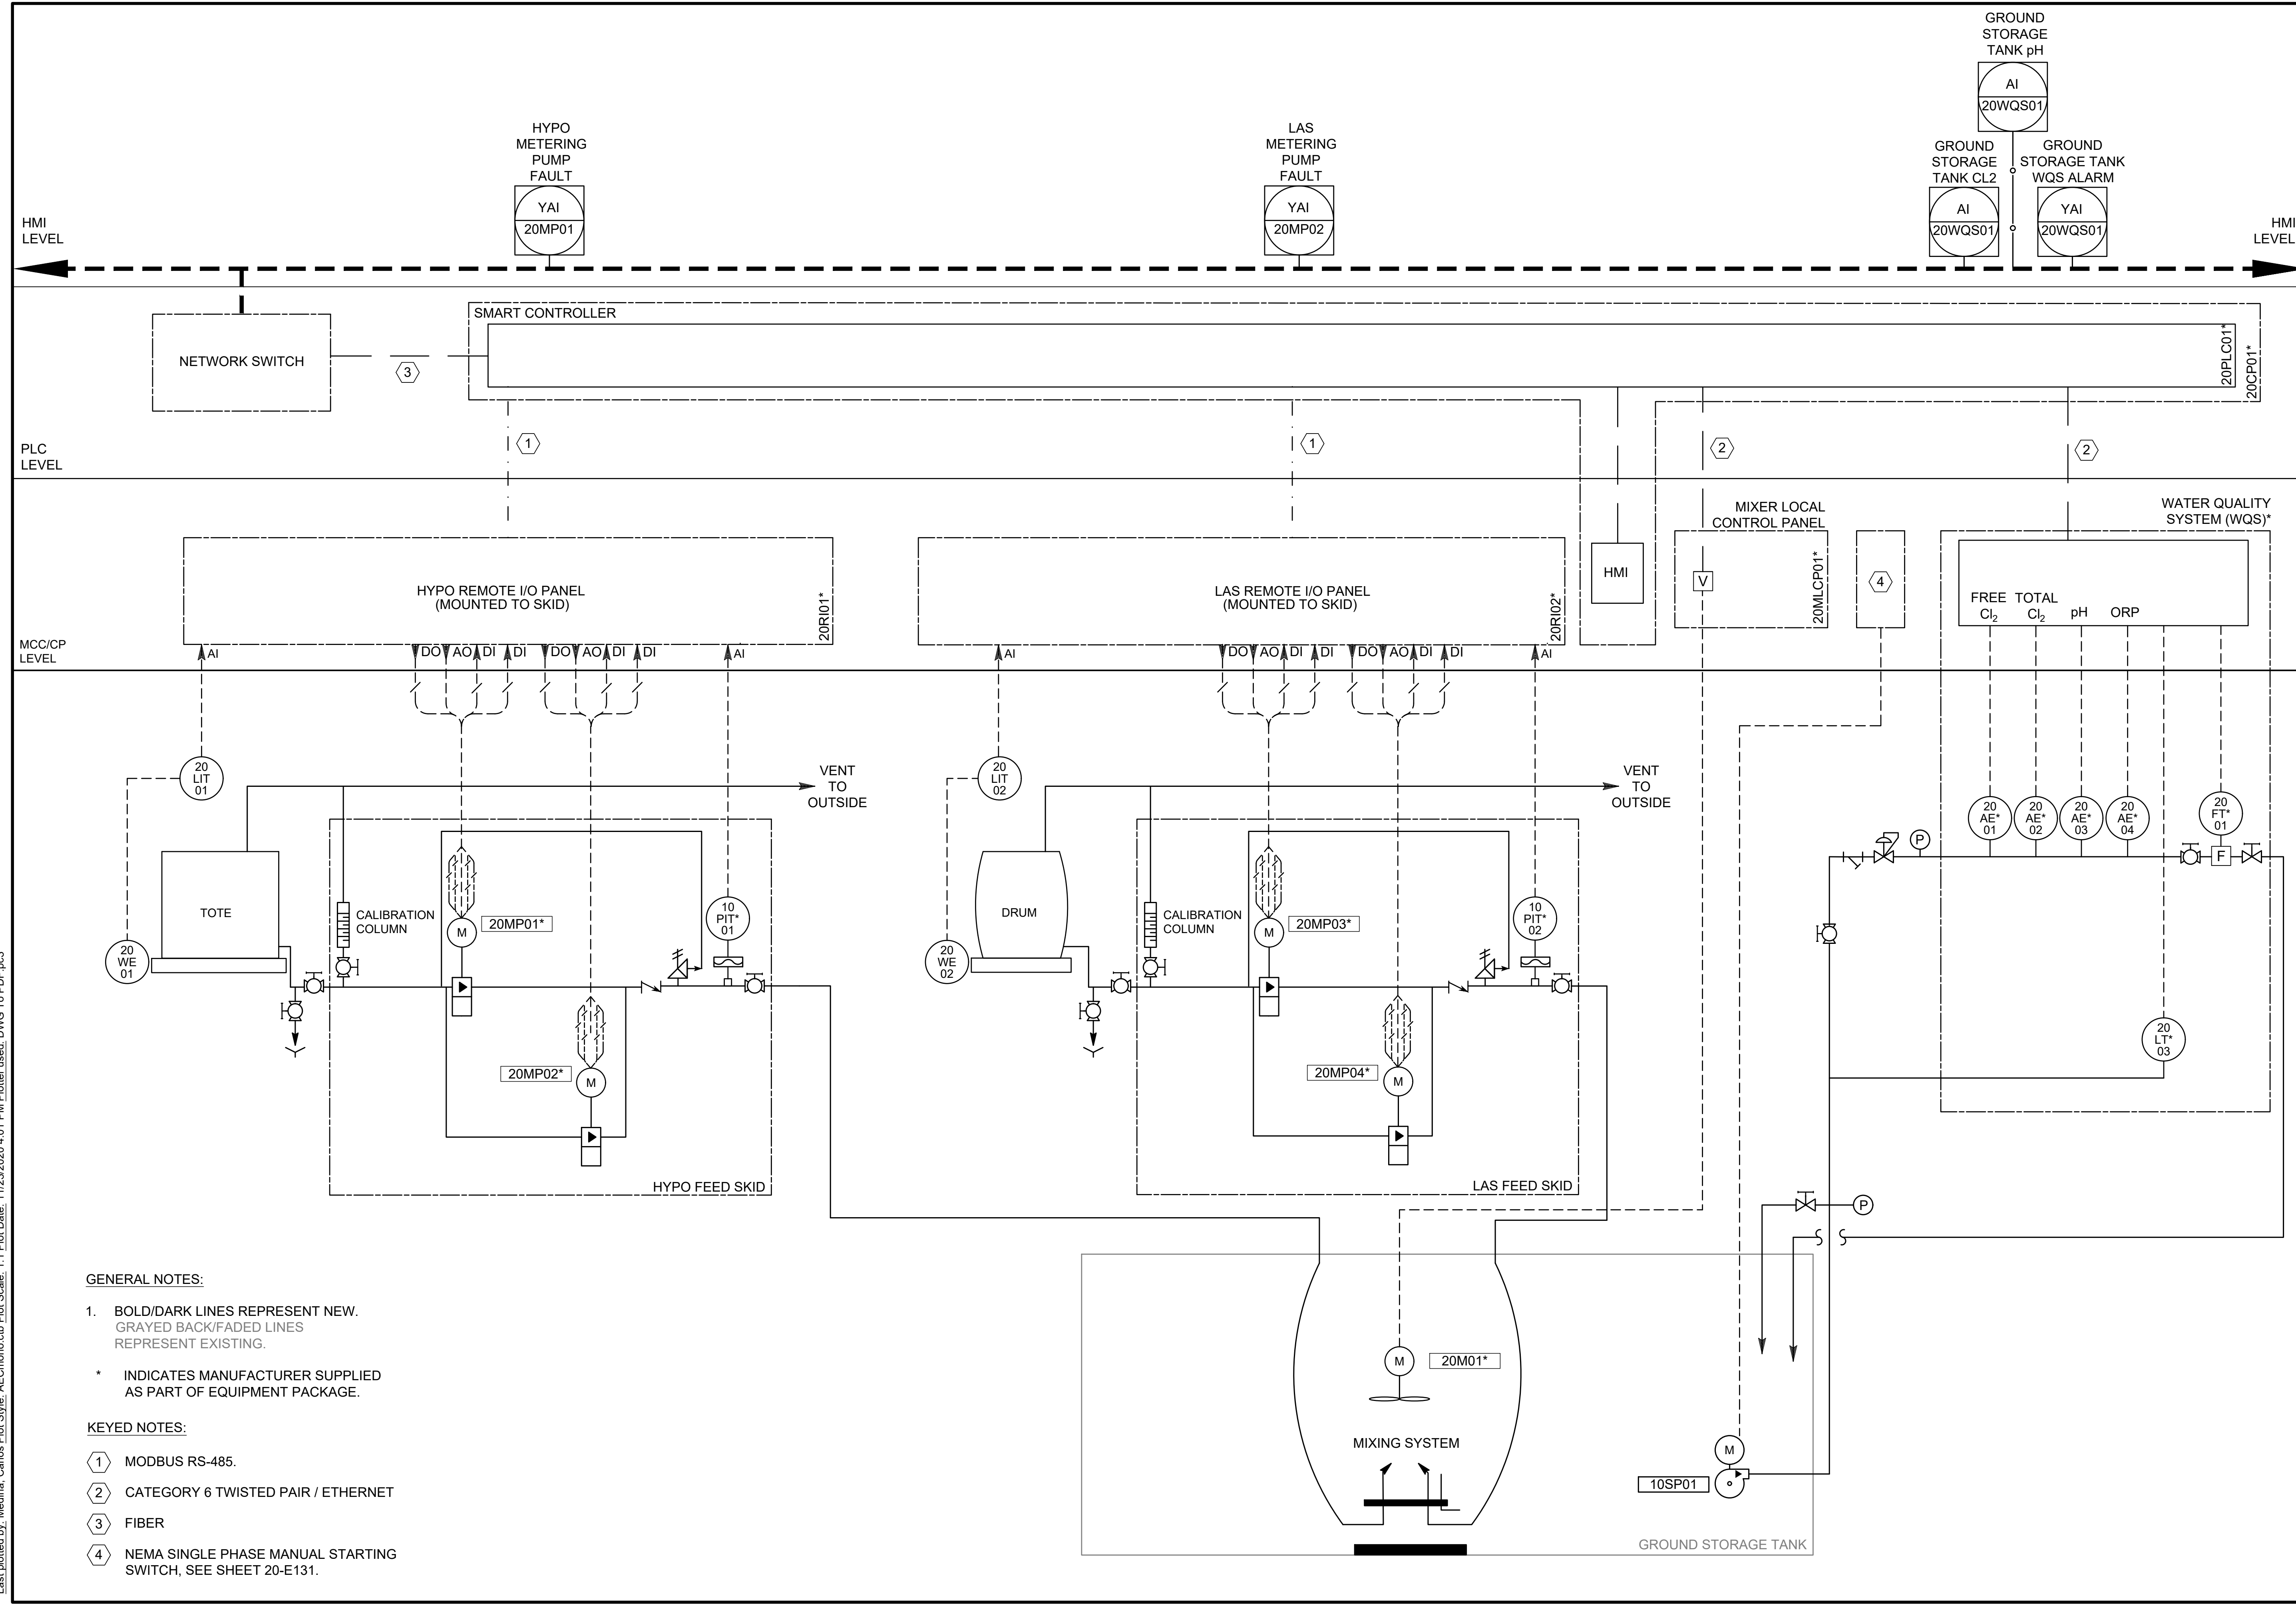 GROUND
STORAGE
TANK pH
AI
20WQS01
HYPO
METERING
PUMP
FAULT
YAI
20MP01
LAS
METERING
PUMP
FAULT
YAI
20MP02
GROUND
STORAGE
TANK CL2
AI
20WQS01
GROUND
STORAGE TANK
WQS ALARM
YAI
20WQS01
HMI
LEVEL
HMI
LEVEL
NETWORK SWITCH
3
SMART CONTROLLER
20PLC01*
20CP01*
PLC
LEVEL
1
1
2
2
HYPO REMOTE I/O PANEL
(MOUNTED TO SKID)
20RI01*
LAS REMOTE I/O PANEL
(MOUNTED TO SKID)
20RI02*
HMI
MIXER LOCAL
CONTROL PANEL
V
20MLCP01*
4
WATER QUALITY
SYSTEM (WQS)*
FREE
Cl2
TOTAL
Cl2
pH
ORP
MCC/CP
LEVEL
AI
DO
AO
DI
DI
DO
AO
DI
DI
AI
AI
DO
AO
DI
DI
DO
AO
DI
DI
AI
20
LIT
01
VENT
TO
OUTSIDE
20
LIT
02
VENT
TO
OUTSIDE
20
AE*
01
20
AE*
02
20
AE*
03
20
AE*
04
20
FT*
01
P
F
TOTE
CALIBRATION
COLUMN
M
20MP01*
10
PIT*
01
20
WE
01
DRUM
CALIBRATION
COLUMN
M
20MP03*
10
PIT*
02
20
WE
02
20
LT*
03
20MP02*
M
20MP04*
M
HYPO FEED SKID
LAS FEED SKID
P
M
20M01*
MIXING SYSTEM
M
10SP01
GROUND STORAGE TANK
GENERAL NOTES:
1. BOLD/DARK LINES REPRESENT NEW.
GRAYED BACK/FADED LINES
REPRESENT EXISTING.
* INDICATES MANUFACTURER SUPPLIED
AS PART OF EQUIPMENT PACKAGE.
KEYED NOTES:
1 MODBUS RS-485.
2 CATEGORY 6 TWISTED PAIR / ETHERNET
3 FIBER
4 NEMA SINGLE PHASE MANUAL STARTING
SWITCH, SEE SHEET 20-E131.